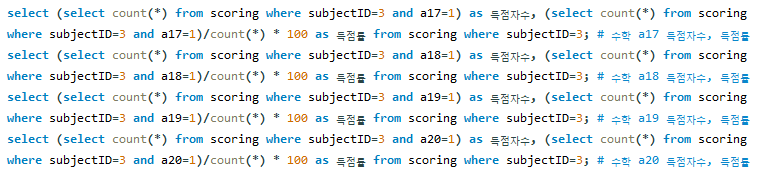 select (select count(*) from scoring where subjectID=3 and a17=1) as 득점자수, (select count(*) from scoring
where subjectID=3 and a17=1)/count(*) * 100 as 득점률 from scoring where subjectID=3; # 수학 a17 득점자수, 득점률
select (select count(*) from scoring where subjectID=3 and a18=1) as 득점자수, (select count(*) from scoring
where subjectID=3 and a18=1)/count(*) * 100 as 득점률 from scoring where subjectID=3; # 수학 a18 득점자수, 득점률
select (select count(*) from scoring where subjectID=3 and a19=1) as 득점자수, (select count(*) from scoring
where subjectID=3 and a19=1)/count(*) * 100 as 득점률 from scoring where subjectID=3; # 수학 a19 득점자수, 득점률
select (select count(*) from scoring where subjectID=3 and a20=1) as 득점자수, (select count(*) from scoring
where subjectID=3 and a20=1)/count(*) * 100 as 득점률 from scoring where subjectID=3; # 수학 a20 득점자수, 득점률